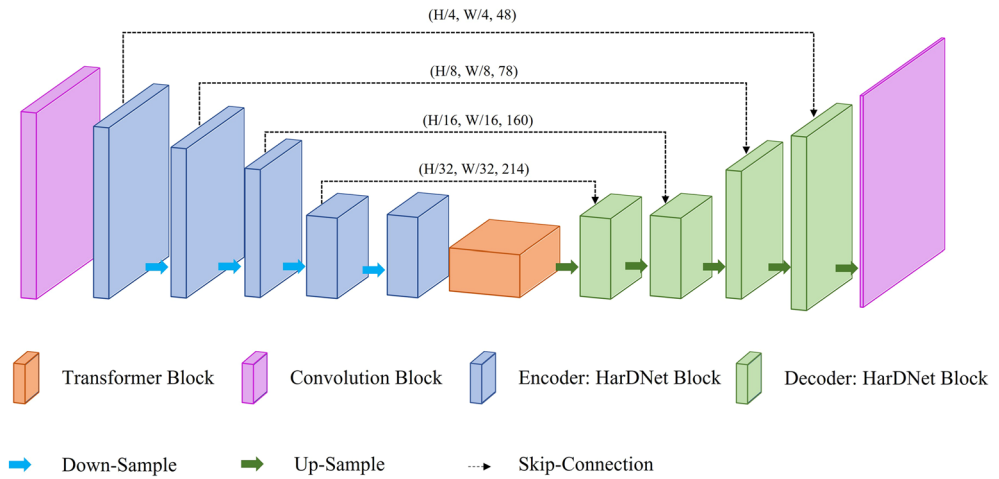 (H/4, W/4, 48)
(H/8, W/8, 78)
(H/16, W/16, 160)
(H/32, W/32, 214)
Transformer Block
Convolution Block
Encoder: HarDNet Block
Decoder: HarDNet Block
Down-Sample
Up-Sample
Skip-Connection